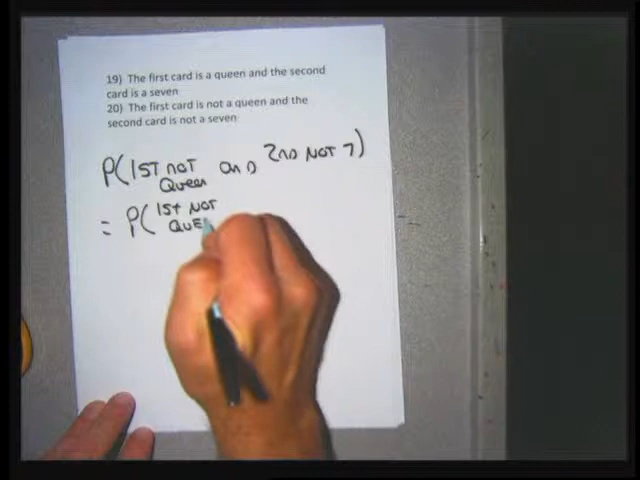 19) The first card is a queen and the second
card is a seven
20) The first card is not a queen and the
second card is not a seven
P(1ST NOT Queen AND 2ND NOT 7)
= P(1st NOT QUE